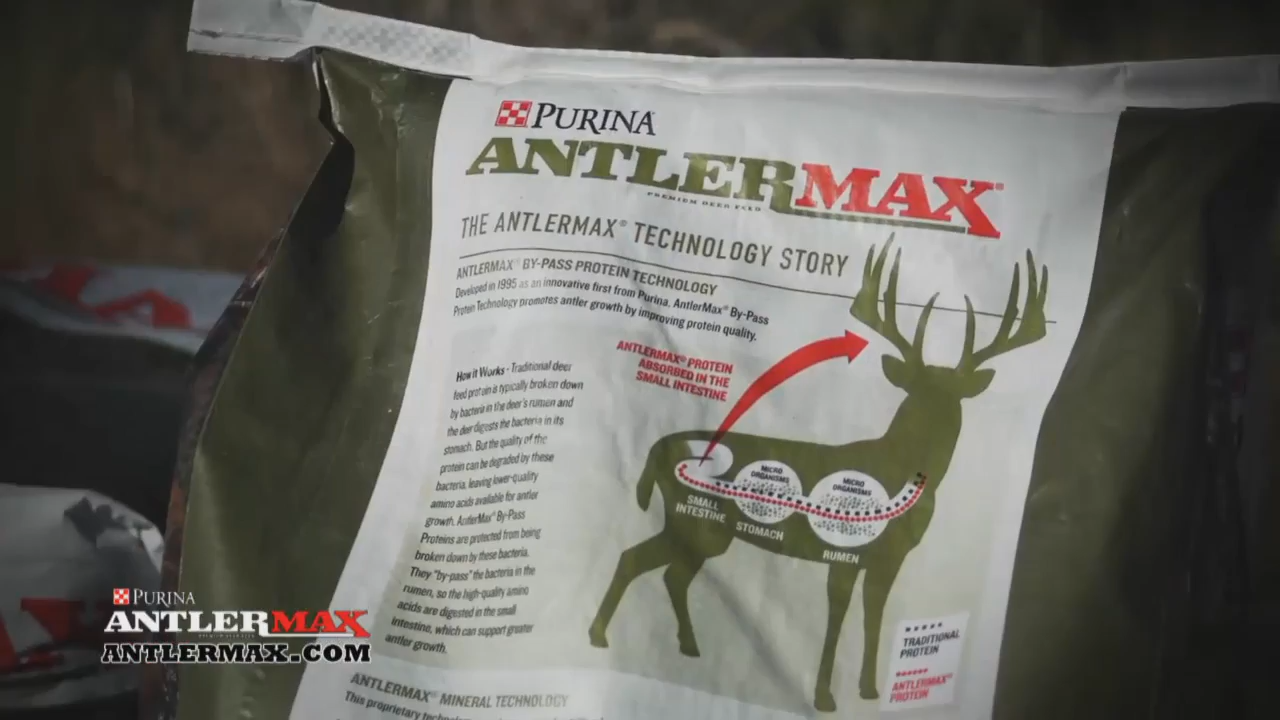 PURINA
ANTLERMAX
PREMIUM DEER FEED
THE ANTLERMAX® TECHNOLOGY STORY
ANTLERMAX® BY-PASS PROTEIN TECHNOLOGY
Developed in 1995 as an innovative first from Purina. AntlerMax® By-Pass
Protein Technology promotes antler growth by improving protein quality.
ANTLERMAX® PROTEIN
ABSORBED IN THE
SMALL INTESTINE
How it Works - Traditional deer
feed protein is typically broken down
by bacteria in the deer's rumen and
the deer digests the bacteria in its
stomach. But the quality of the
protein can be degraded by these
bacteria, leaving lower-quality
amino acids available for antler
growth. AntlerMax® By-Pass
Proteins are protected from being
broken down by these bacteria.
They "by-pass" the bacteria in the
rumen, so the high-quality amino
acids are digested in the small
intestine, which can support greater
antler growth.
MICRO
ORGANISMS
MICRO
ORGANISMS
SMALL
INTESTINE
STOMACH
RUMEN
TRADITIONAL
PROTEIN
ANTLERMAX®
PROTEIN
ANTLERMAX® MINERAL TECHNOLOGY
This proprietary
PURINA
ANTLERMAX
ANTLERMAX.COM